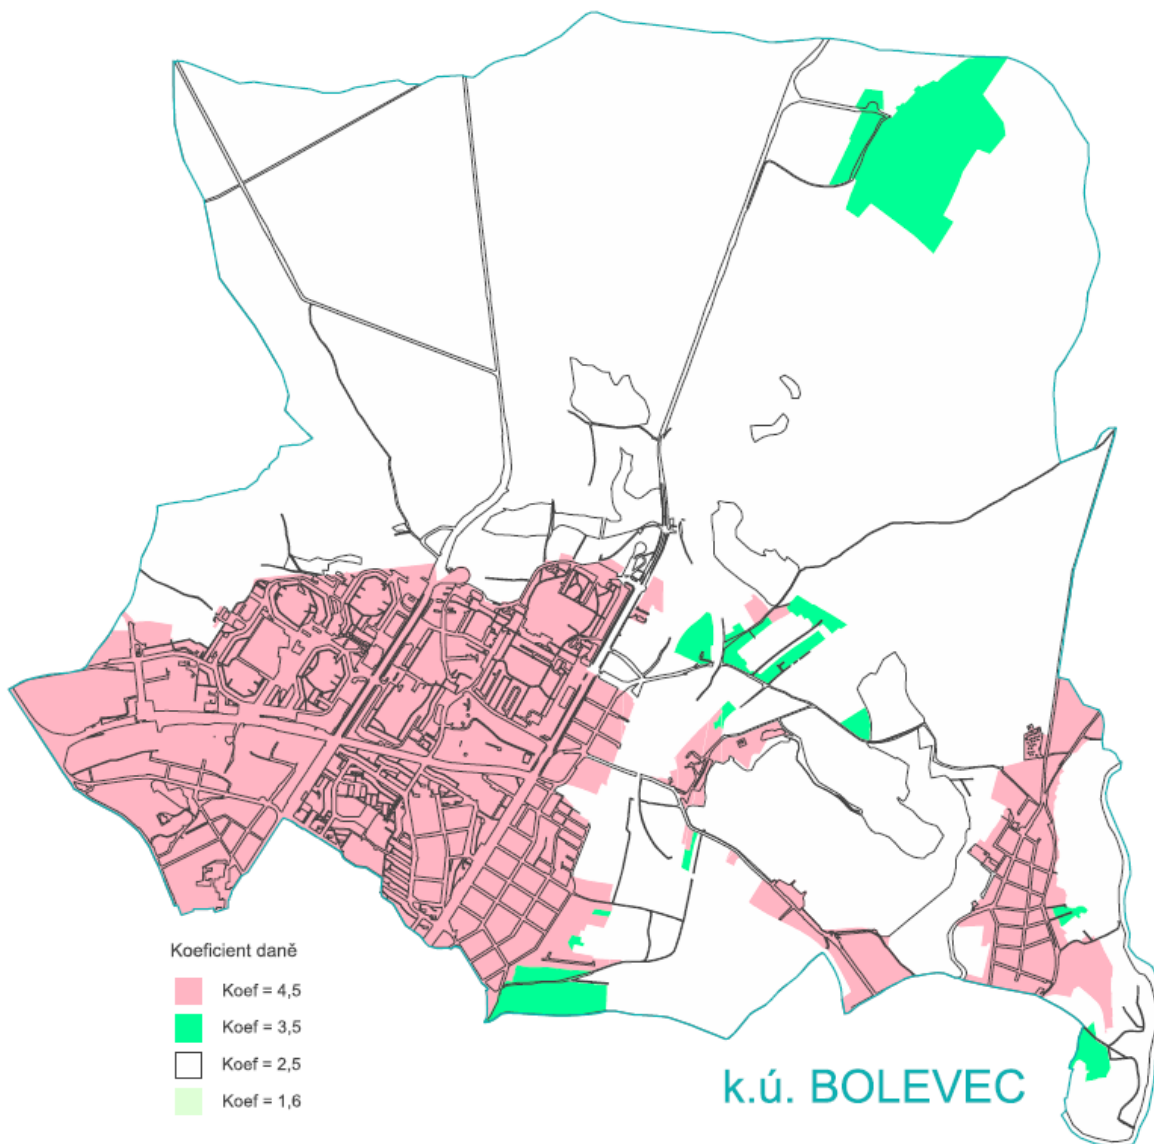 Koeficient daně
Koef = 4,5
Koef = 3,5
Koef = 2,5
Koef = 1,6
k.ú. BOLEVEC